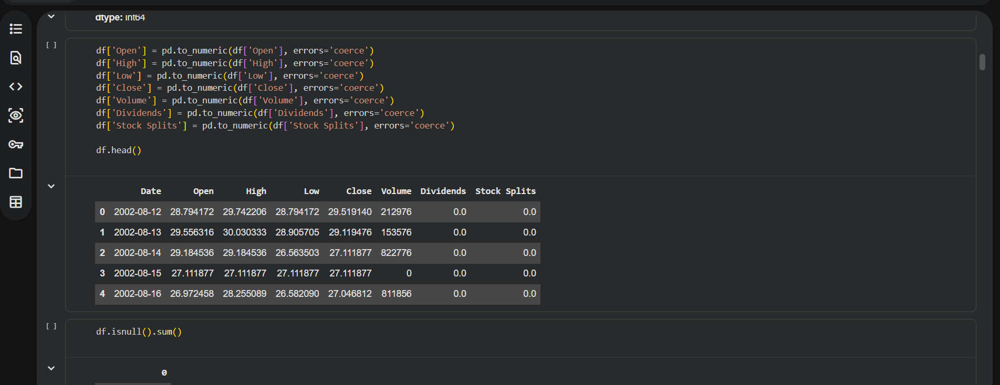 dtype: int64
[ ]
df['Open'] = pd.to_numeric(df['Open'], errors='coerce')
df['High'] = pd.to_numeric(df['High'], errors='coerce')
df['Low'] = pd.to_numeric(df['Low'], errors='coerce')
df['Close'] = pd.to_numeric(df['Close'], errors='coerce')
df['Volume'] = pd.to_numeric(df['Volume'], errors='coerce')
df['Dividends'] = pd.to_numeric(df['Dividends'], errors='coerce')
df['Stock Splits'] = pd.to_numeric(df['Stock Splits'], errors='coerce')
df.head()
Date Open High Low Close Volume Dividends Stock Splits
0 2002-08-12 28.794172 29.742206 28.794172 29.519140 212976 0.0 0.0
1 2002-08-13 29.556316 30.030333 28.905705 29.119476 153576 0.0 0.0
2 2002-08-14 29.184536 29.184536 26.563503 27.111877 822776 0.0 0.0
3 2002-08-15 27.111877 27.111877 27.111877 27.111877 0 0.0 0.0
4 2002-08-16 26.972458 28.255089 26.582090 27.046812 811856 0.0 0.0
[ ]
df.isnull().sum()
0